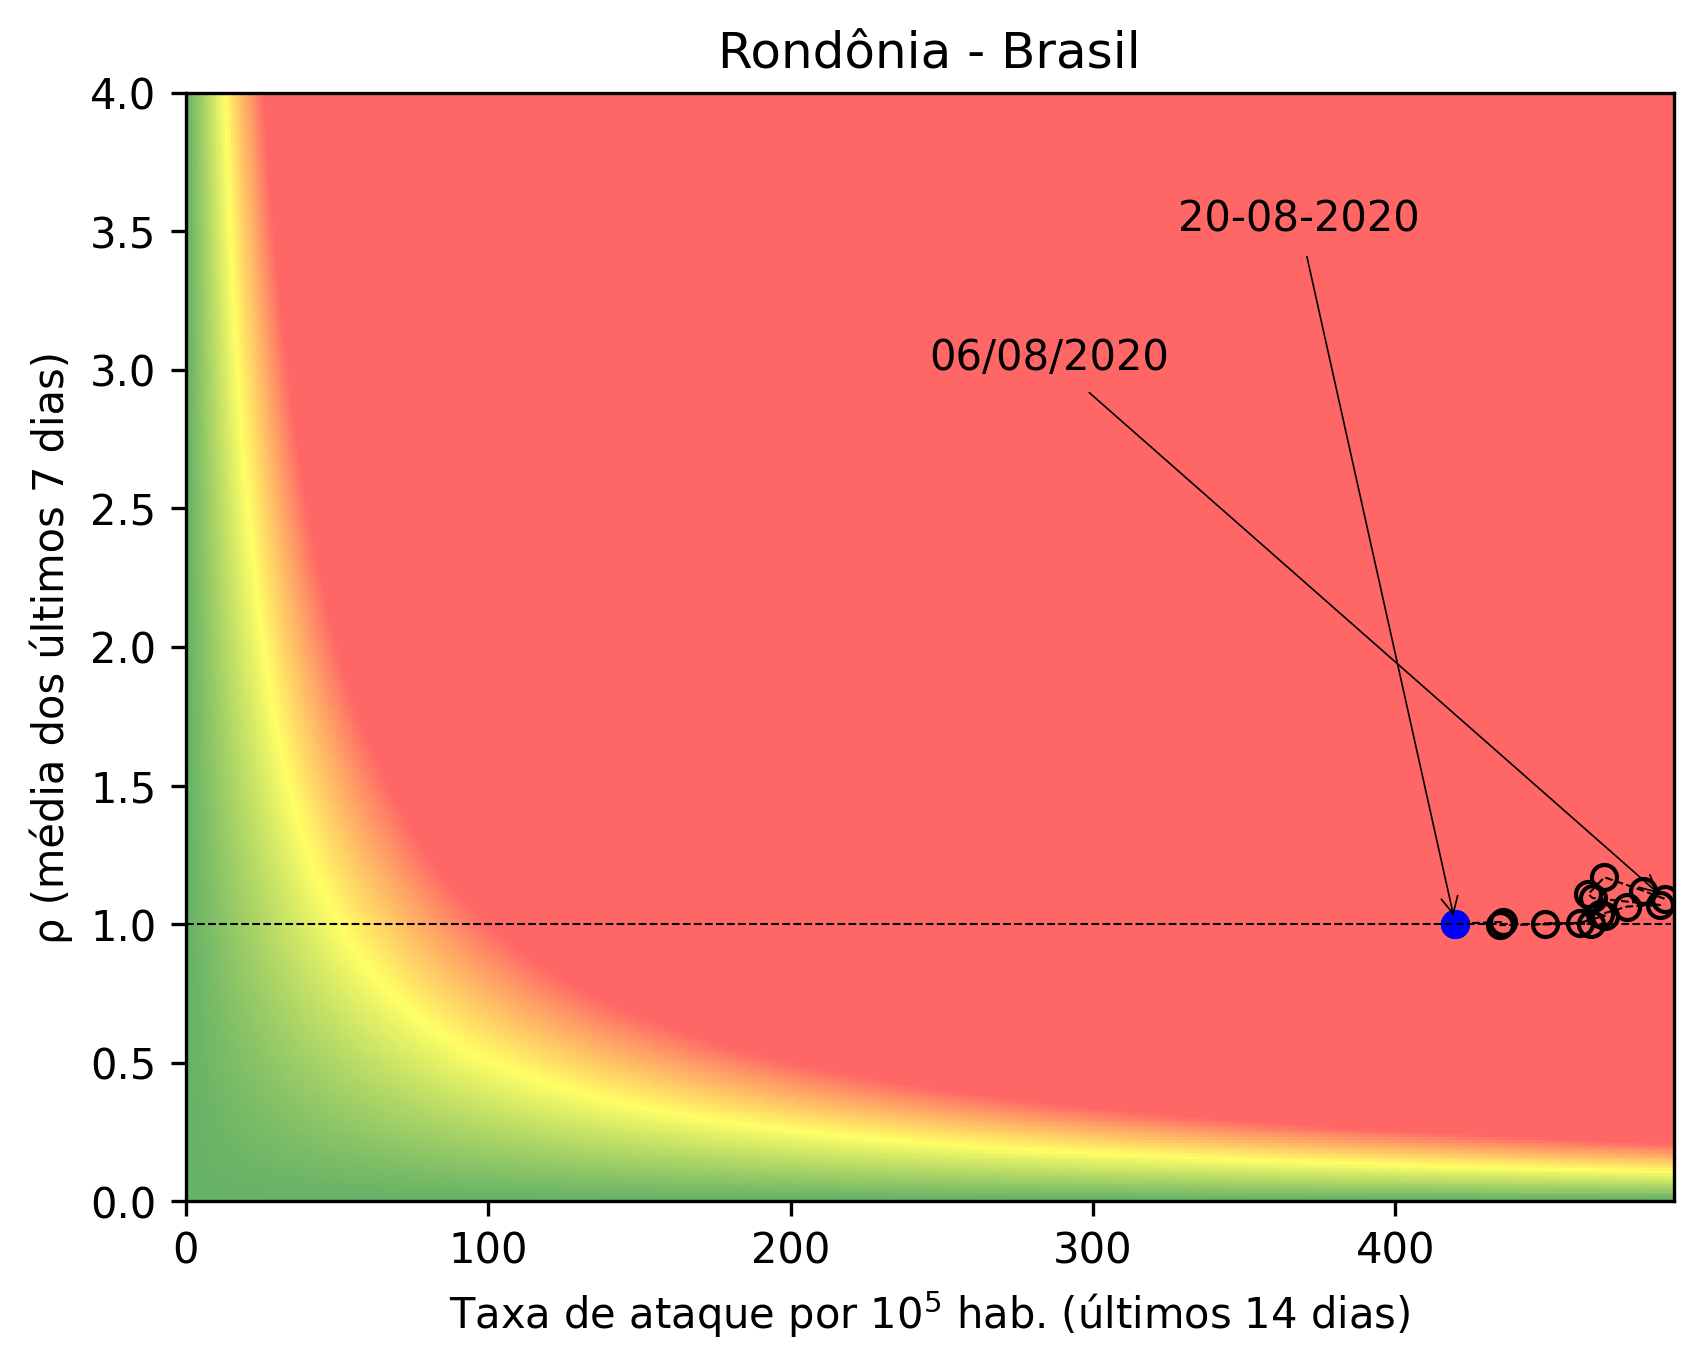 Rondônia - Brasil
4.0
3.5
3.0
2.5
2.0
1.5
1.0
0.5
0.0
ρ (média dos últimos 7 dias)
20-08-2020
06/08/2020
0 100 200 300 400
Taxa de ataque por 10⁵ hab. (últimos 14 dias)